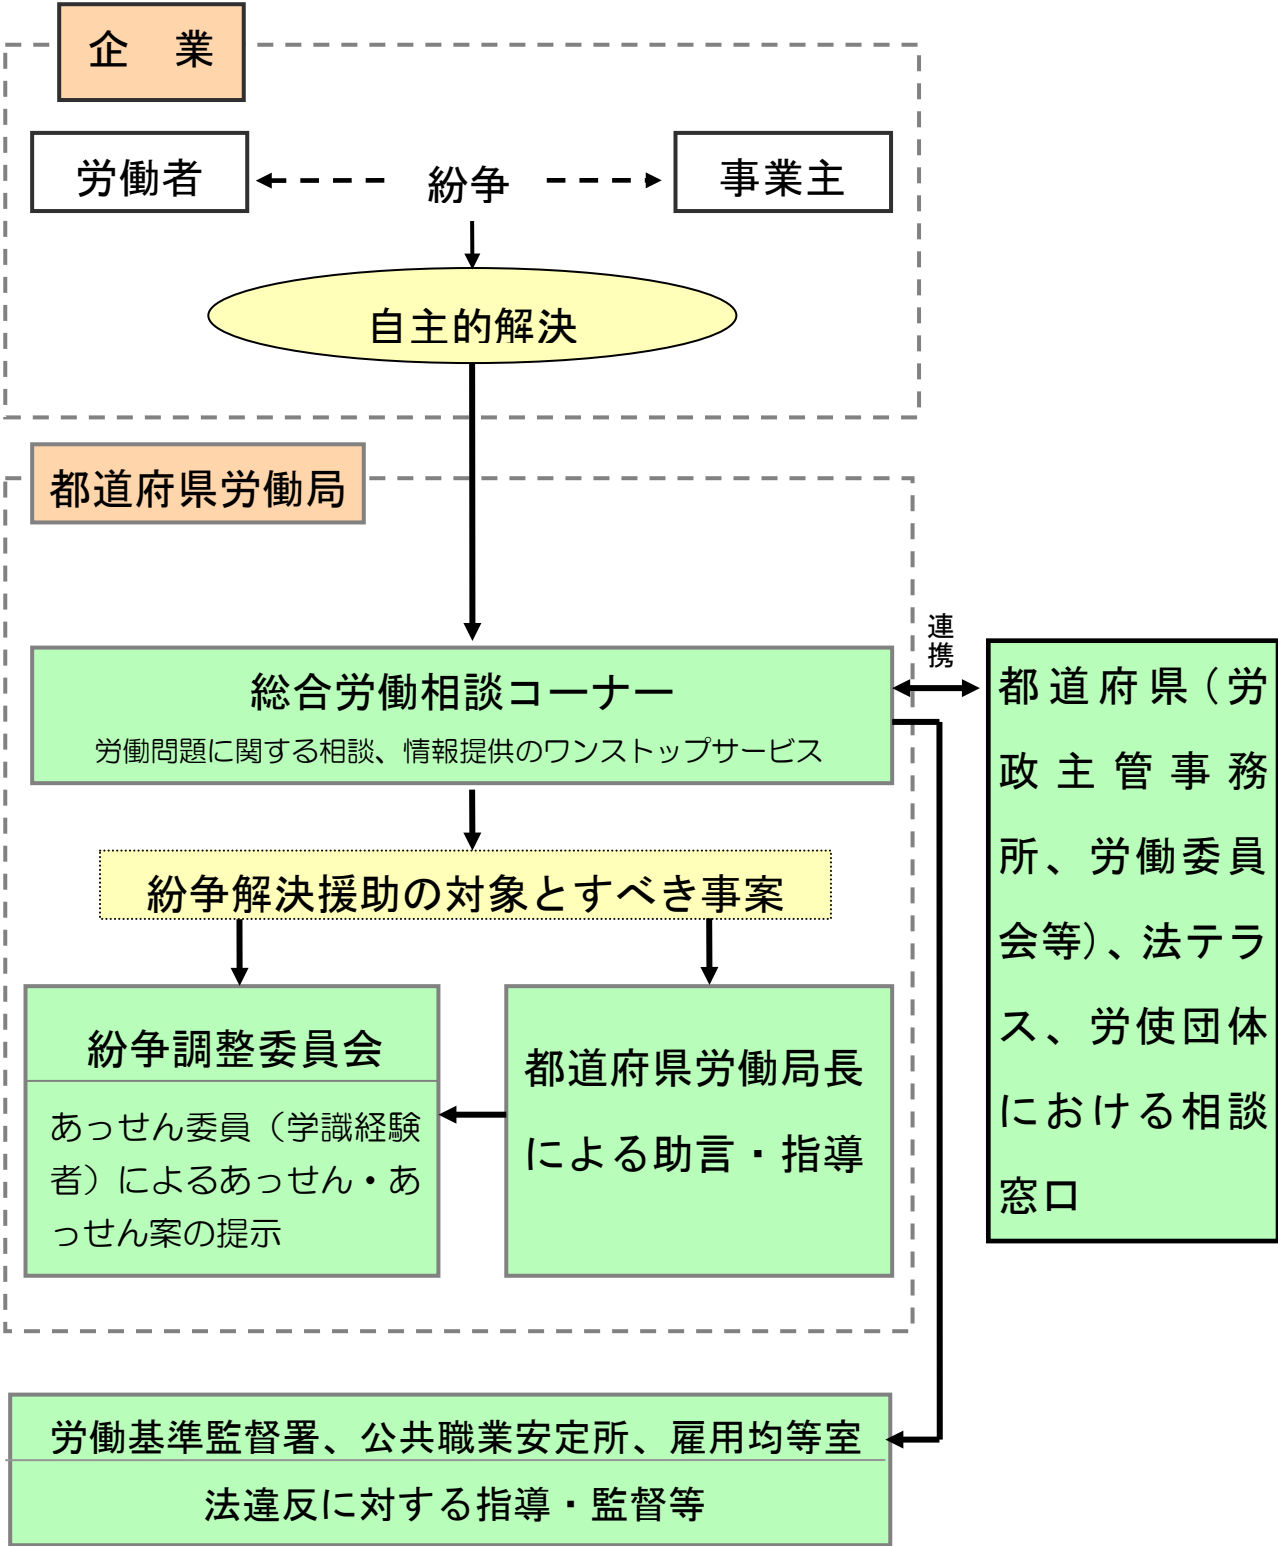 企　業
労働者
紛争
事業主
自主的解決
都道府県労働局
連携
総合労働相談コーナー
労働問題に関する相談、情報提供のワンストップサービス
都道府県（労
政主管事務
所、労働委員
会等）、法テラ
ス、労使団体
における相談
窓口
紛争解決援助の対象とすべき事案
紛争調整委員会
あっせん委員（学識経験
者）によるあっせん・あ
っせん案の提示
都道府県労働局長
による助言・指導
労働基準監督署、公共職業安定所、雇用均等室
法違反に対する指導・監督等